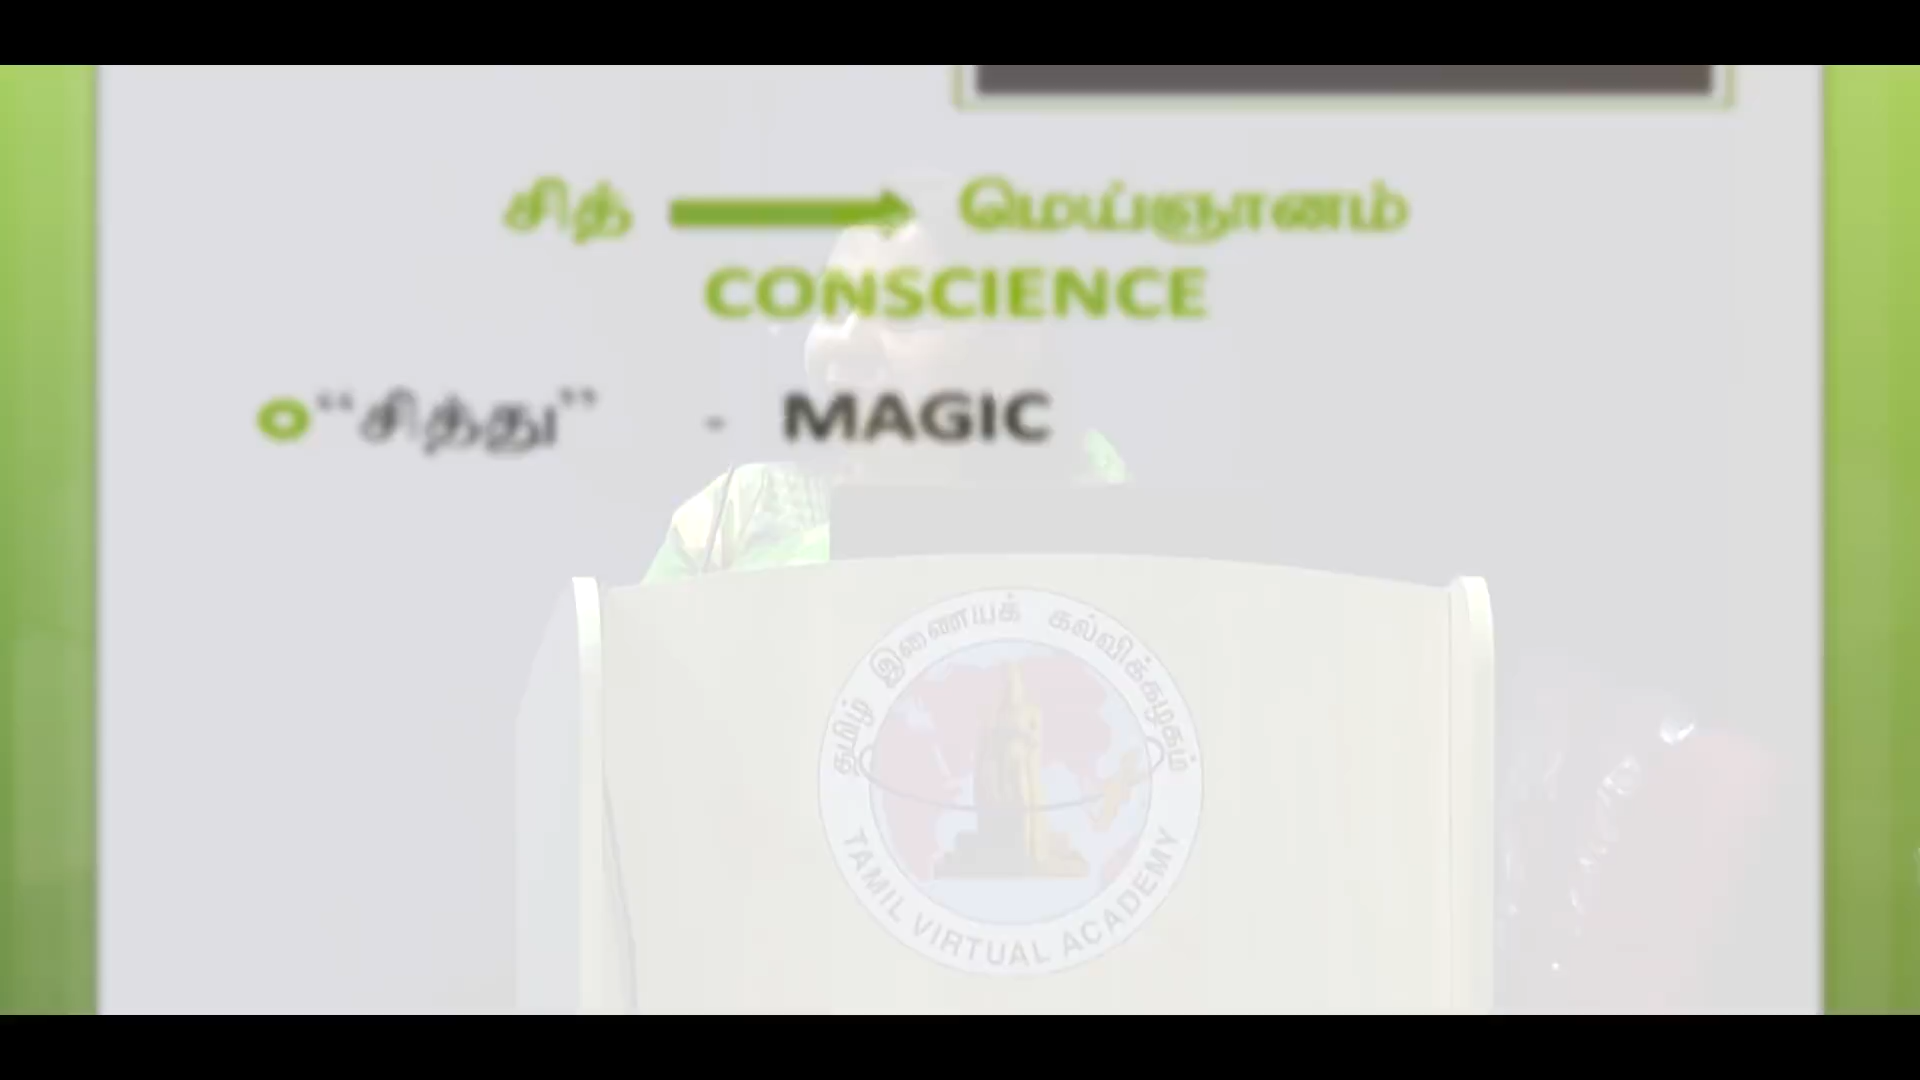 சித் → மெய்ஞானம்
CONSCIENCE
“சித்து” - MAGIC
தமிழ் இணையக் கல்விக்கழகம்
TAMIL VIRTUAL ACADEMY